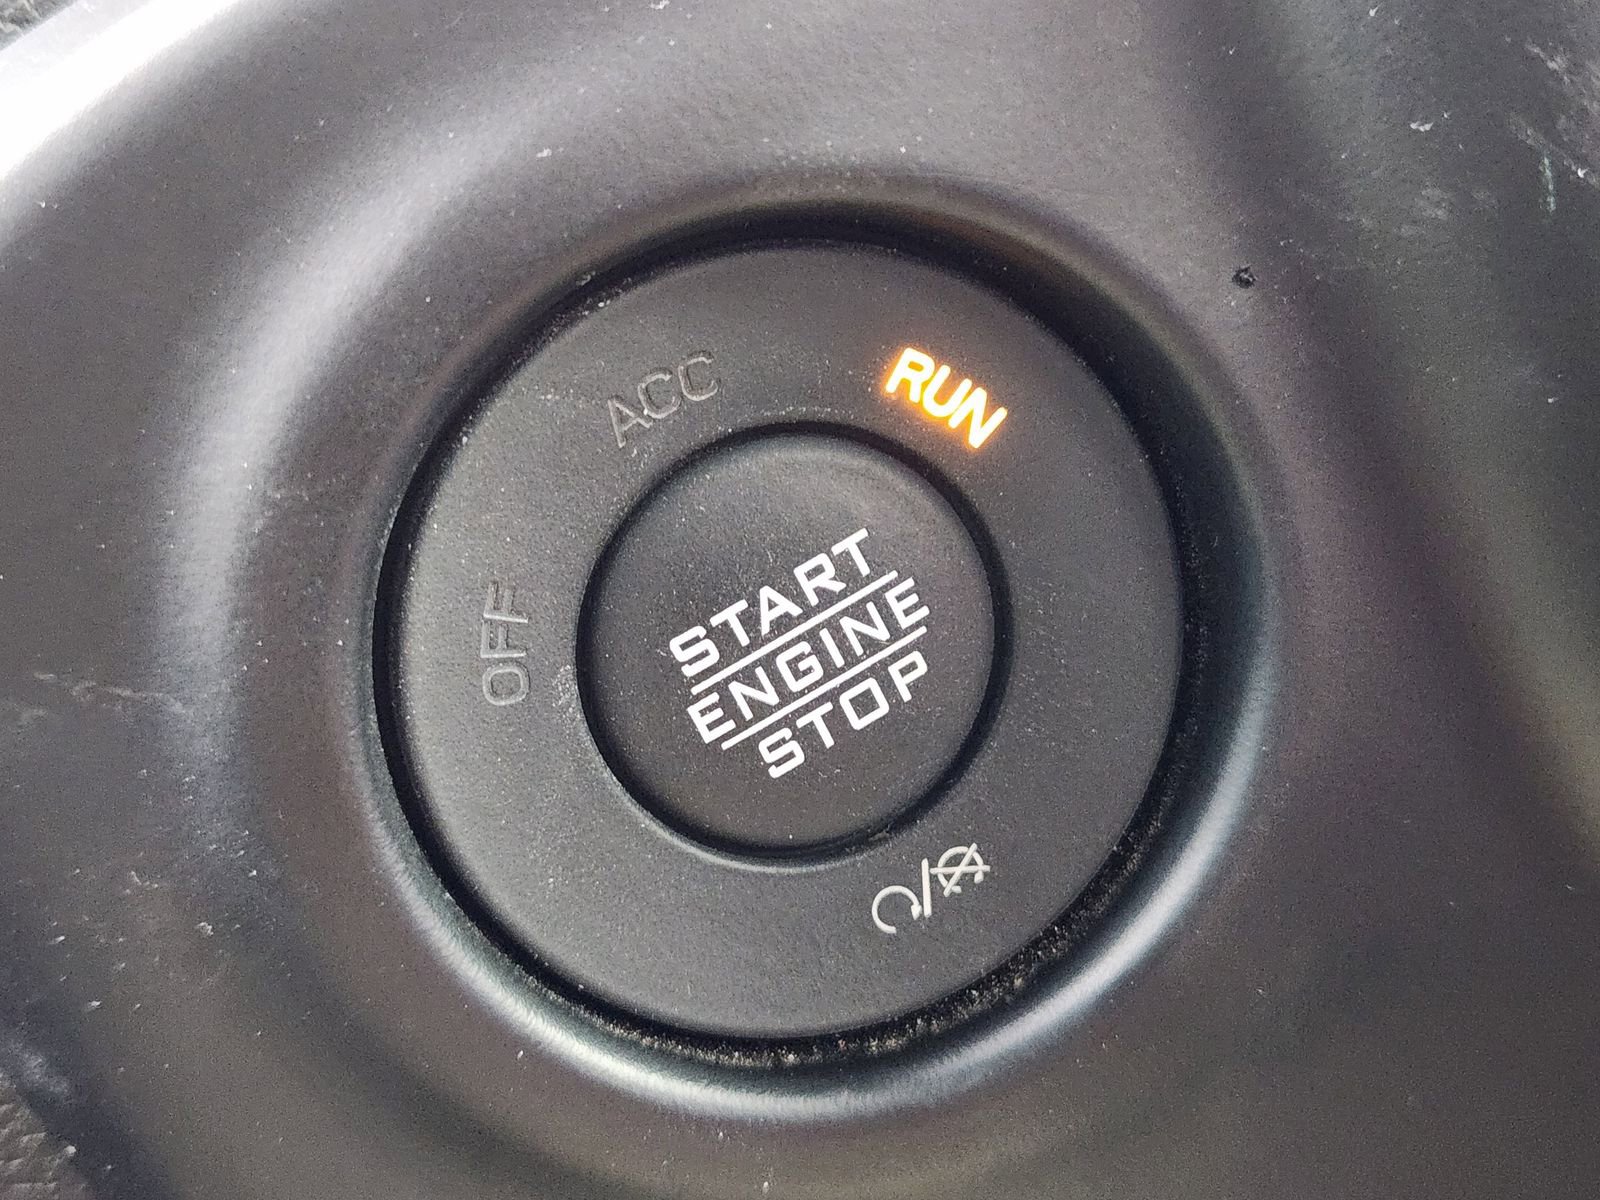 ACC
RUN
OFF
START
ENGINE
STOP